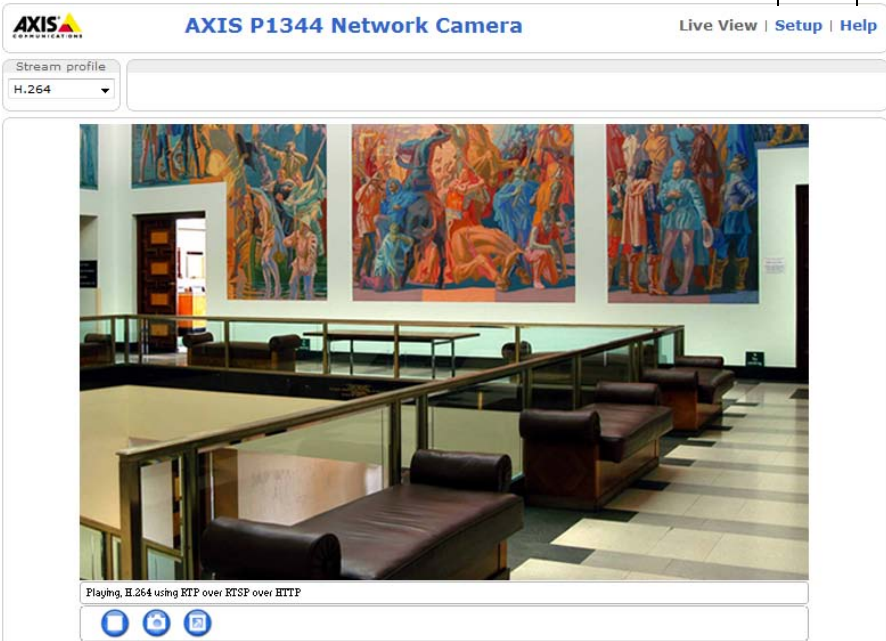 AXIS
COMMUNICATIONS
AXIS P1344 Network Camera
Live View | Setup | Help
Stream profile
H.264
Playing, H.264 using RTP over RTSP over HTTP